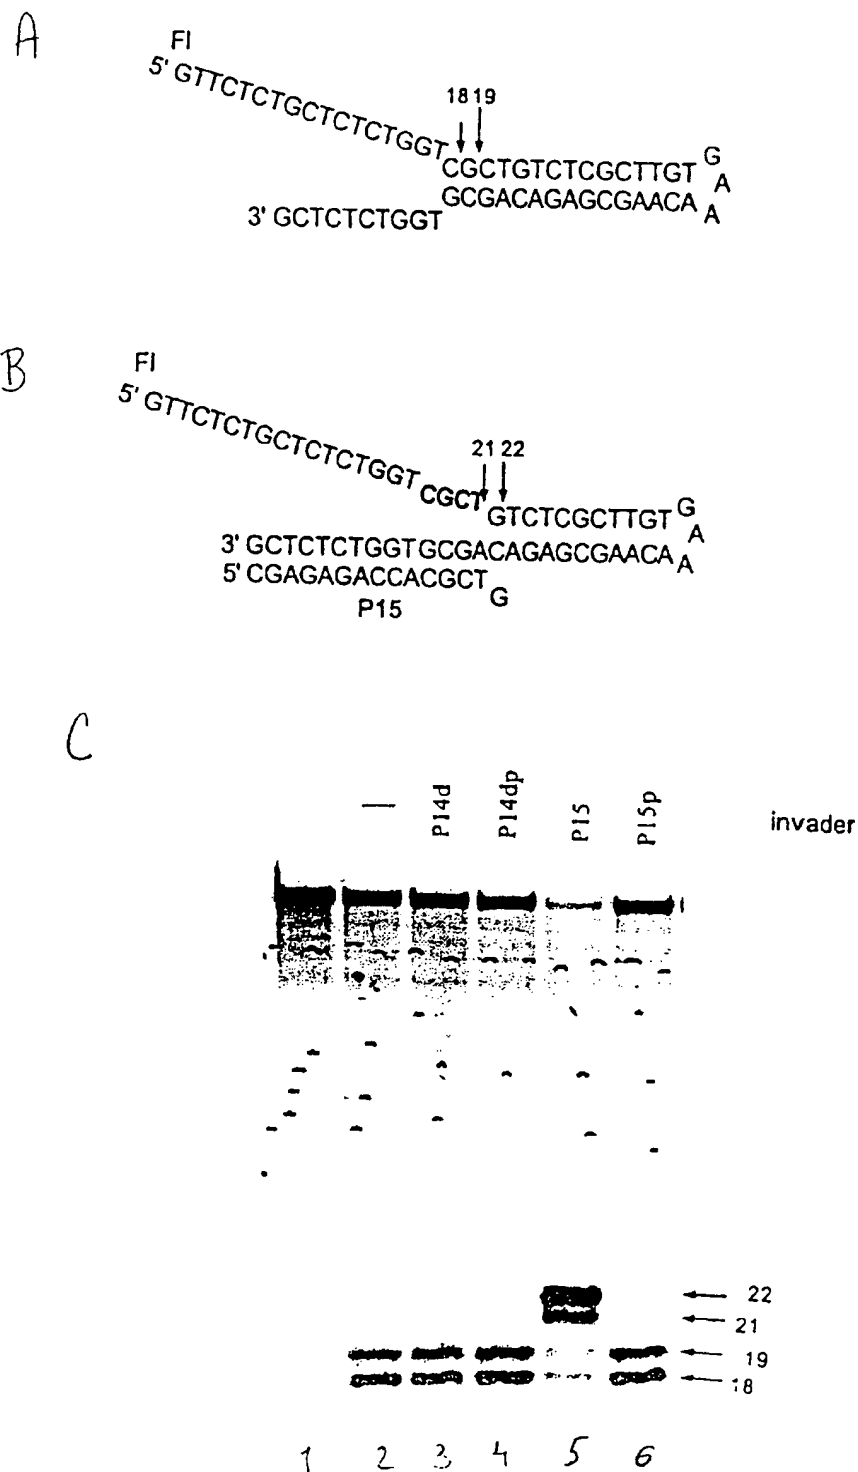 A
Fl
5' GTTCTCTGCTCTCTGGT
18 19
CGCTGTCTCGCTTGT G
A
GCGACAGAGCGAACA A
3' GCTCTCTGGT
B
Fl
5' GTTCTCTGCTCTCTGGT CGCT
21 22
GTCTCGCTTGT G
A
3' GCTCTCTGGTGCGACAGAGCGAACA A
5' CGAGAGACCACGCT G
P15
C
— P14d P14dp P15 P15p invader
22
21
19
18
1 2 3 4 5 6